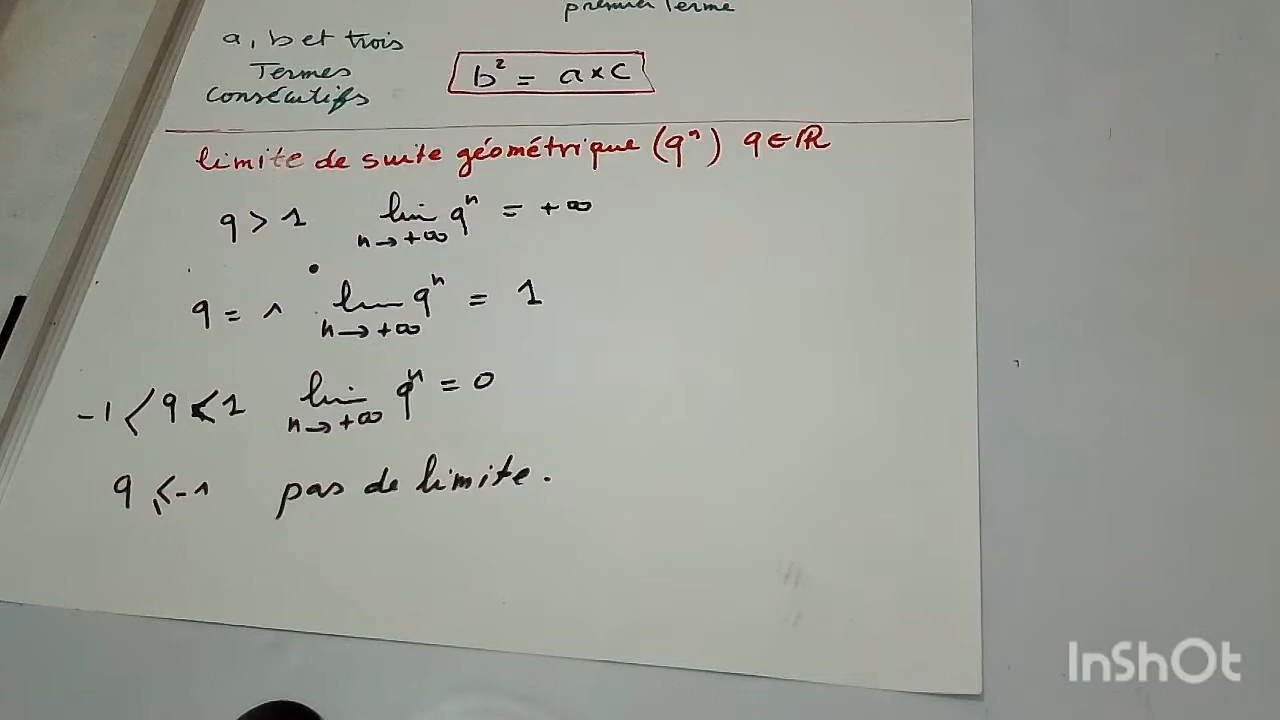 premier Terme
a, b et trois
Termes
consécutifs
b² = a×c
limite de suite géométrique (qⁿ) q∈ℝ
q > 1 lim qⁿ = +∞
n→+∞
q = 1 lim qⁿ = 1
n→+∞
-1 < q < 1 lim qⁿ = 0
n→+∞
q ⩽ -1 pas de limite.
InShOt